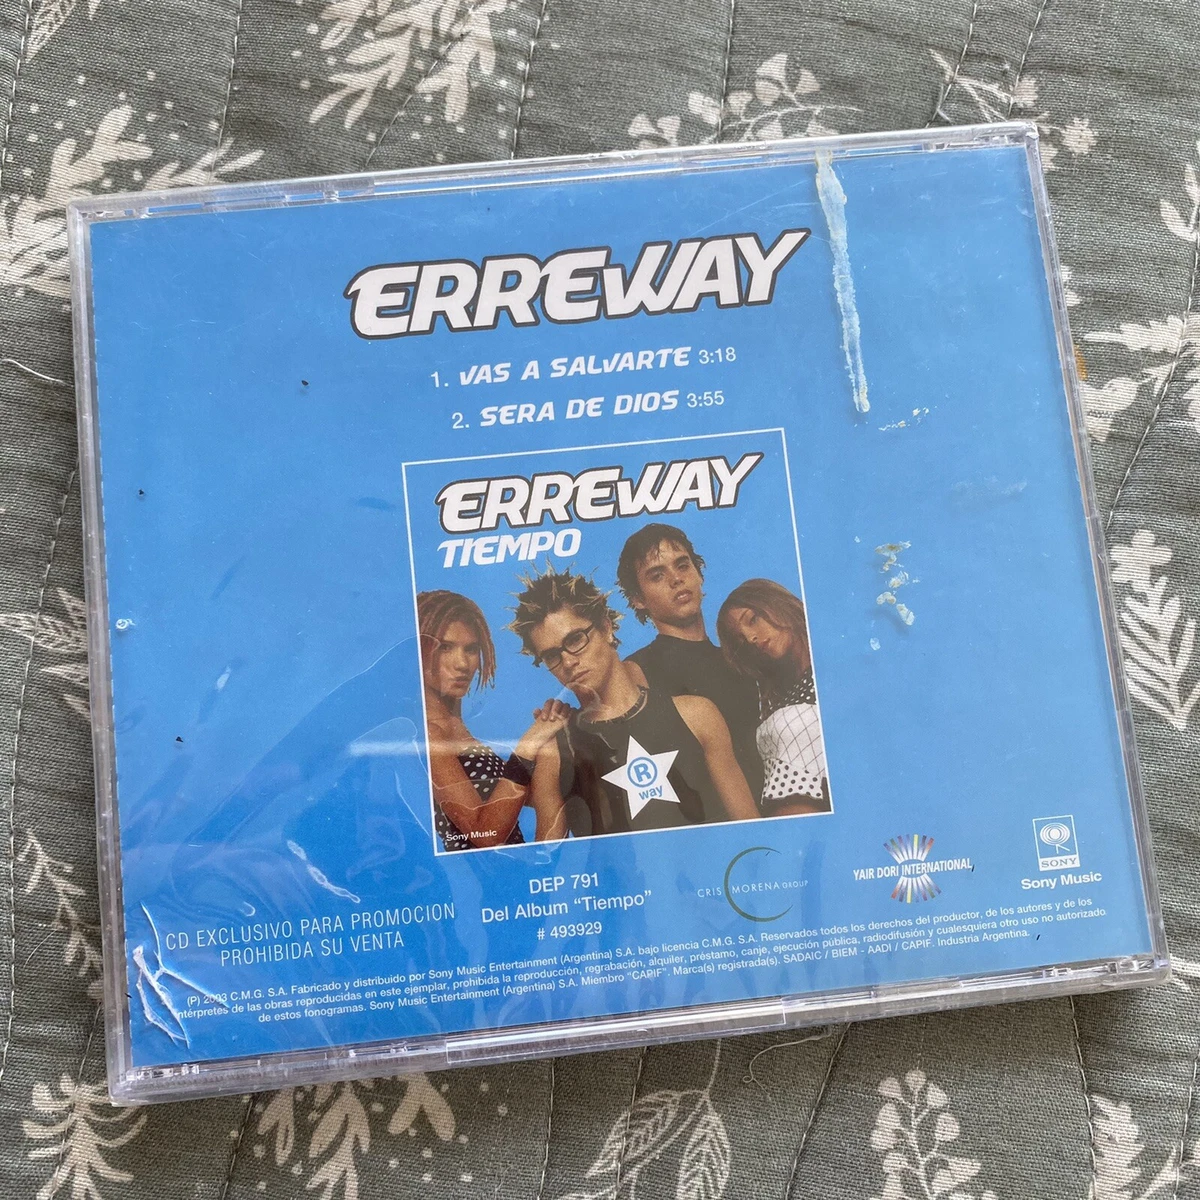 ERREWAY
1. VAS A SALVARTE 3:18
2. SERA DE DIOS 3:55
ERREWAY
TIEMPO
® way
Sony Music
DEP 791
Del Album “Tiempo”
# 493929
CRIS MORENA GROUP
YAIR DORI INTERNATIONAL
SONY
Sony Music
CD EXCLUSIVO PARA PROMOCION
PROHIBIDA SU VENTA
(P) 2003 C.M.G. S.A. Fabricado y distribuido por Sony Music Entertainment (Argentina) S.A. bajo licencia C.M.G. S.A. Reservados todos los derechos del productor, de los autores y de los
intérpretes de las obras reproducidas en este ejemplar, prohibida la reproducción, regrabación, alquiler, préstamo, canje, ejecución pública, radiodifusión y cualesquiera otro uso no autorizado
de estos fonogramas. Sony Music Entertainment (Argentina) S.A. Miembro “CAPIF”. Marca(s) registrada(s). SADAIC / BIEM - AADI / CAPIF. Industria Argentina.